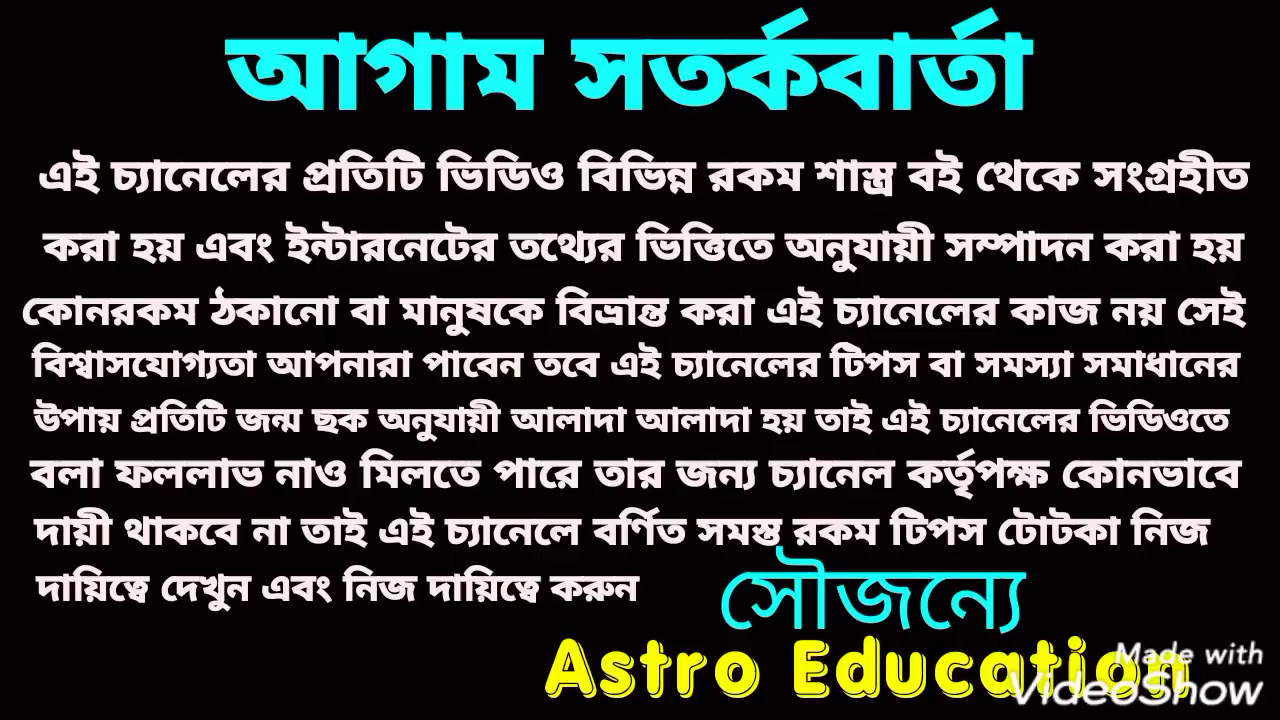 আগাম সতর্কবার্তা
এই চ্যানেলের প্রতিটি ভিডিও বিভিন্ন রকম শাস্ত্র বই থেকে সংগ্রহীত
করা হয় এবং ইন্টারনেটের তথ্যের ভিত্তিতে অনুযায়ী সম্পাদন করা হয়
কোনরকম ঠকানো বা মানুষকে বিভ্রান্ত করা এই চ্যানেলের কাজ নয় সেই
বিশ্বাসযোগ্যতা আপনারা পাবেন তবে এই চ্যানেলের টিপস বা সমস্যা সমাধানের
উপায় প্রতিটি জন্ম ছক অনুযায়ী আলাদা আলাদা হয় তাই এই চ্যানেলের ভিডিওতে
বলা ফললাভ নাও মিলতে পারে তার জন্য চ্যানেল কর্তৃপক্ষ কোনভাবে
দায়ী থাকবে না তাই এই চ্যানেলে বর্ণিত সমস্ত রকম টিপস টোটকা নিজ
দায়িত্বে দেখুন এবং নিজ দায়িত্বে করুন
সৌজন্যে
Astro Education
Made with
VideoShow